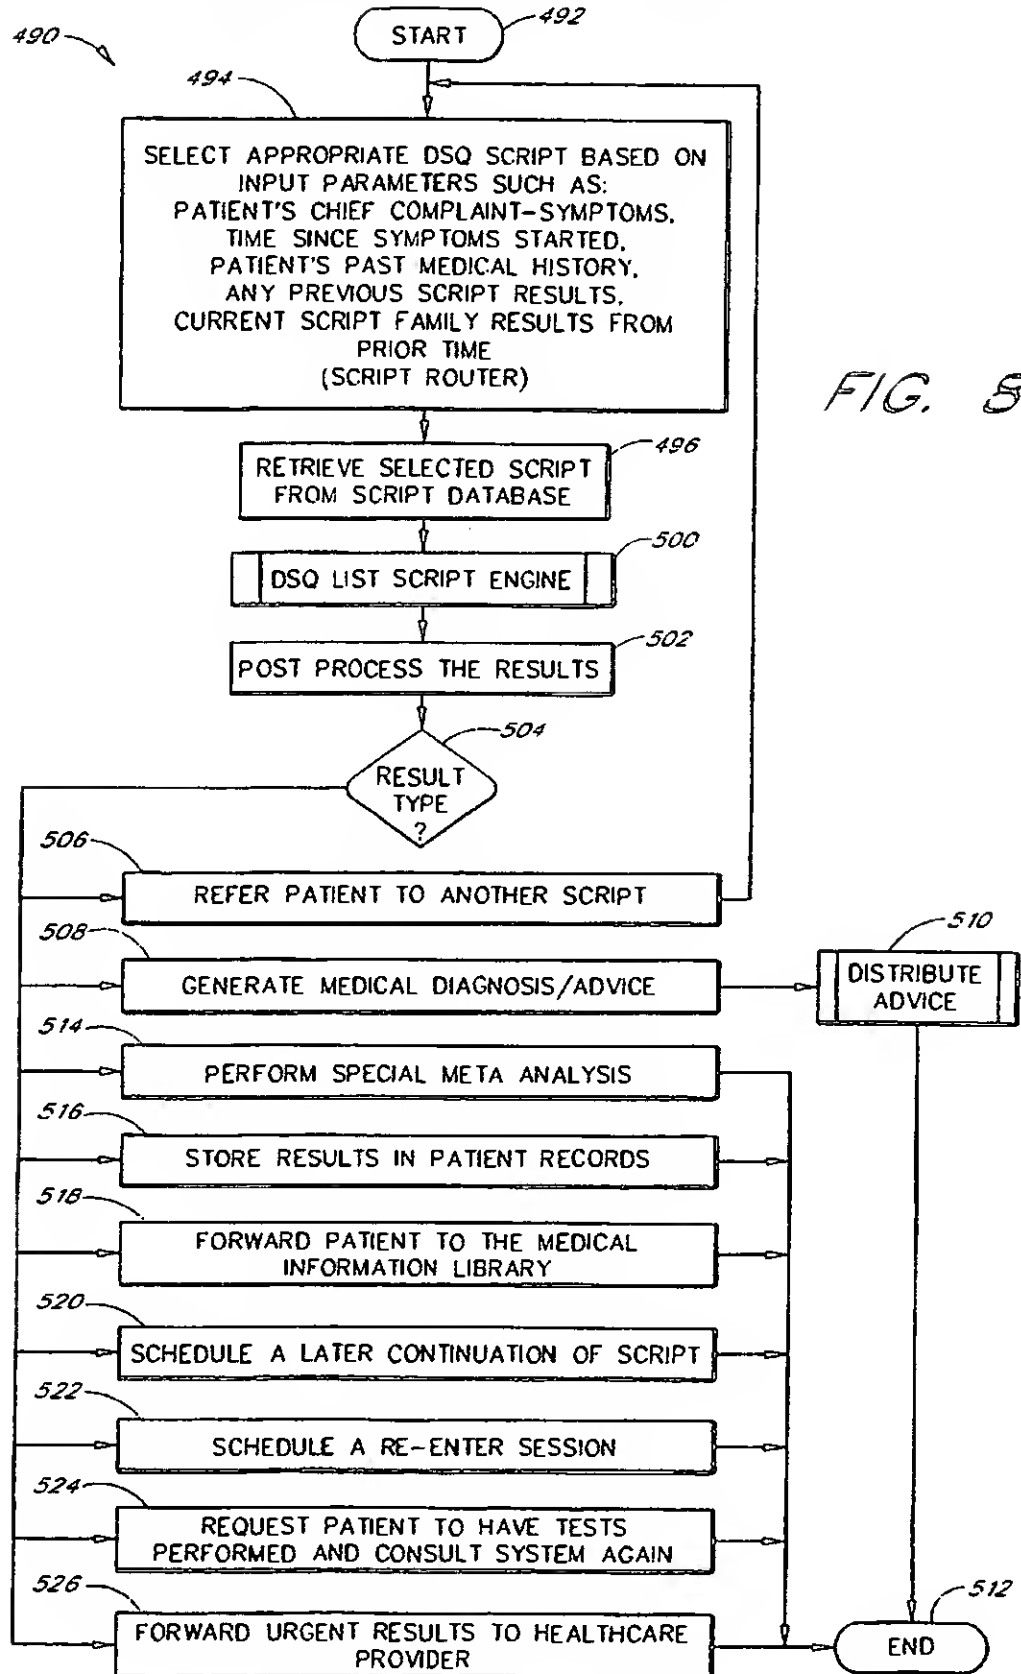 490
START
492
494
SELECT APPROPRIATE DSQ SCRIPT BASED ON
INPUT PARAMETERS SUCH AS:
PATIENT'S CHIEF COMPLAINT-SYMPTOMS,
TIME SINCE SYMPTOMS STARTED,
PATIENT'S PAST MEDICAL HISTORY,
ANY PREVIOUS SCRIPT RESULTS,
CURRENT SCRIPT FAMILY RESULTS FROM
PRIOR TIME
(SCRIPT ROUTER)
FIG. 8
496
RETRIEVE SELECTED SCRIPT
FROM SCRIPT DATABASE
500
DSQ LIST SCRIPT ENGINE
502
POST PROCESS THE RESULTS
504
RESULT
TYPE
?
506
REFER PATIENT TO ANOTHER SCRIPT
508
GENERATE MEDICAL DIAGNOSIS/ADVICE
510
DISTRIBUTE
ADVICE
514
PERFORM SPECIAL META ANALYSIS
516
STORE RESULTS IN PATIENT RECORDS
518
FORWARD PATIENT TO THE MEDICAL
INFORMATION LIBRARY
520
SCHEDULE A LATER CONTINUATION OF SCRIPT
522
SCHEDULE A RE-ENTER SESSION
524
REQUEST PATIENT TO HAVE TESTS
PERFORMED AND CONSULT SYSTEM AGAIN
526
FORWARD URGENT RESULTS TO HEALTHCARE
PROVIDER
512
END